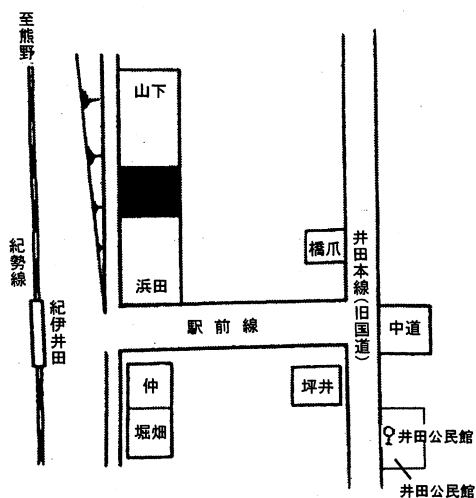 至熊野
山下
紀勢線
橋爪
井田本線(旧国道)
浜田
紀伊井田
駅前線
中道
仲
坪井
堀畑
井田公民館
井田公民館